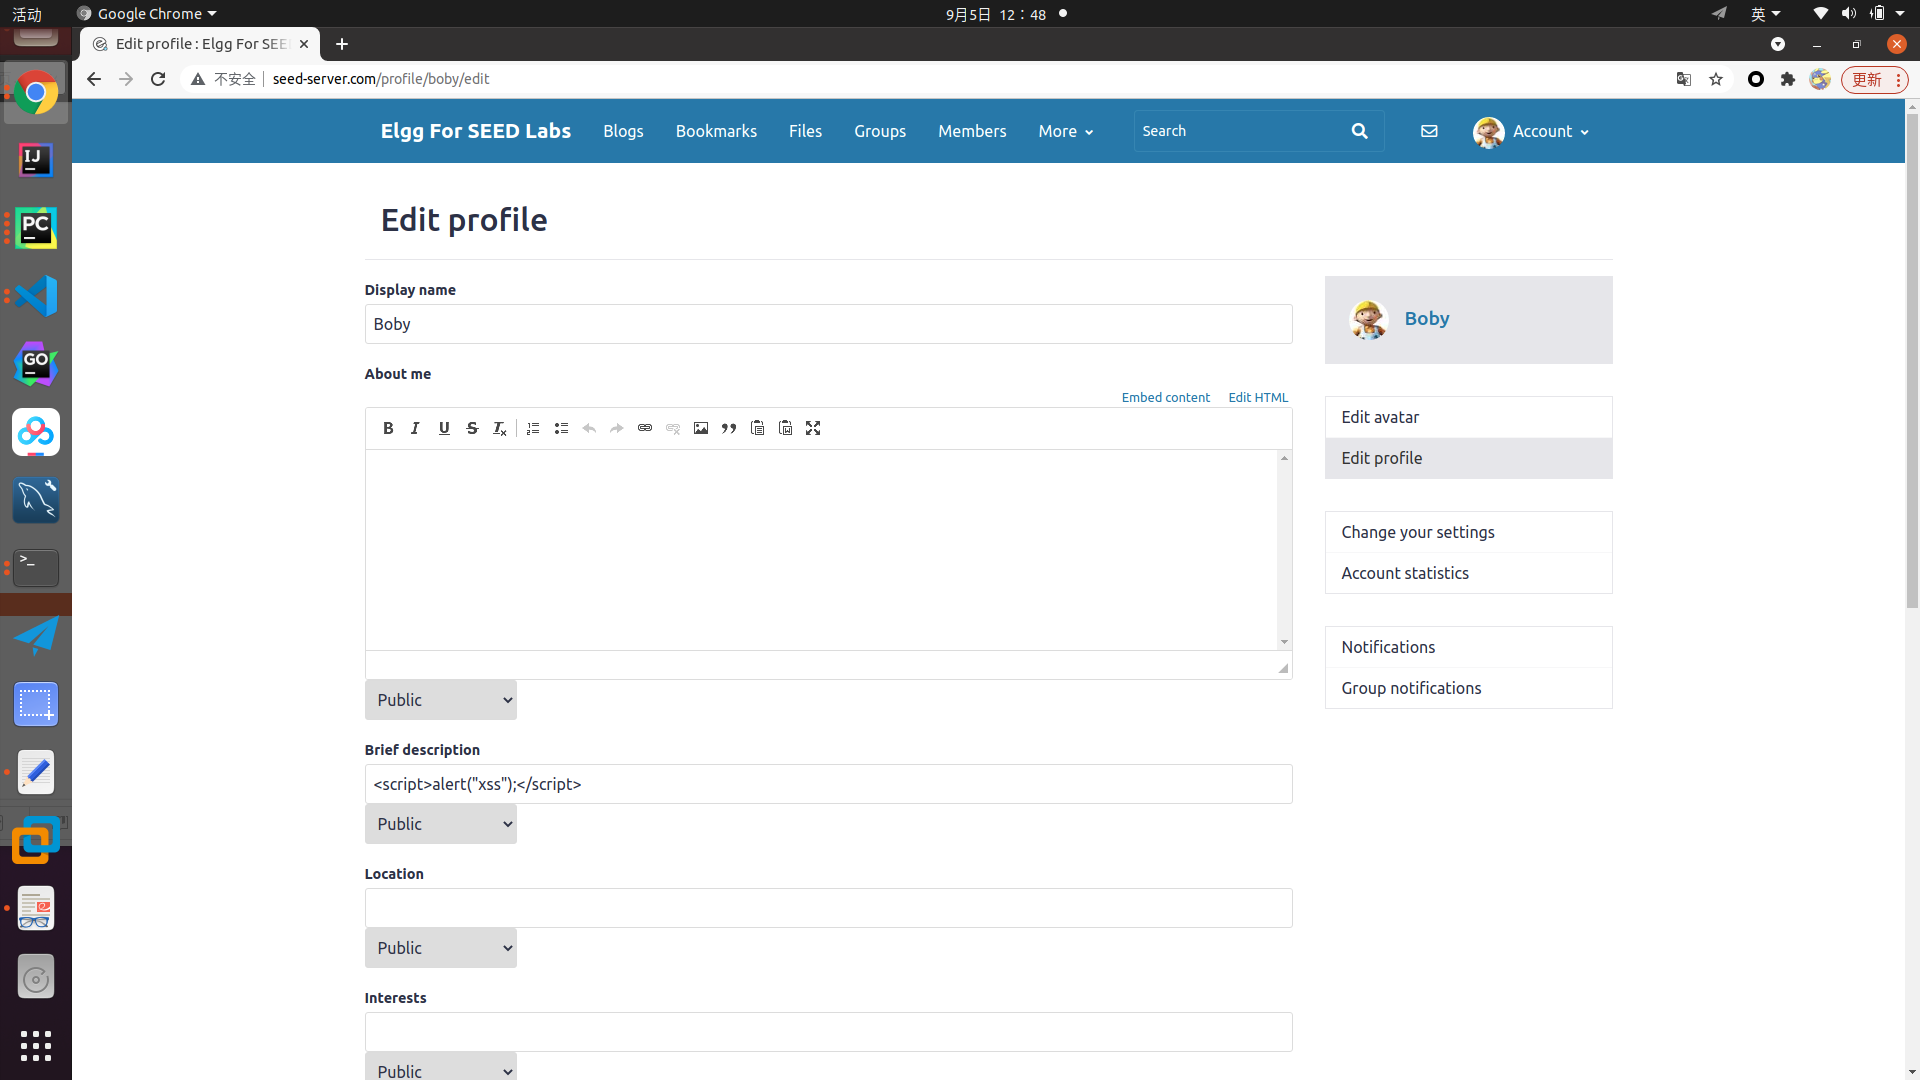 活动
Google Chrome
9月5日 12：48
英
Edit profile : Elgg For SEE
不安全
seed-server.com/profile/boby/edit
更新
Elgg For SEED Labs
Blogs
Bookmarks
Files
Groups
Members
More
Search
Account
Edit profile
Display name
Boby
About me
Embed content
Edit HTML
Public
Brief description
<script>alert("xss");</script>
Public
Location
Public
Interests
Public
Boby
Edit avatar
Edit profile
Change your settings
Account statistics
Notifications
Group notifications
IJ
PC
GO
>_